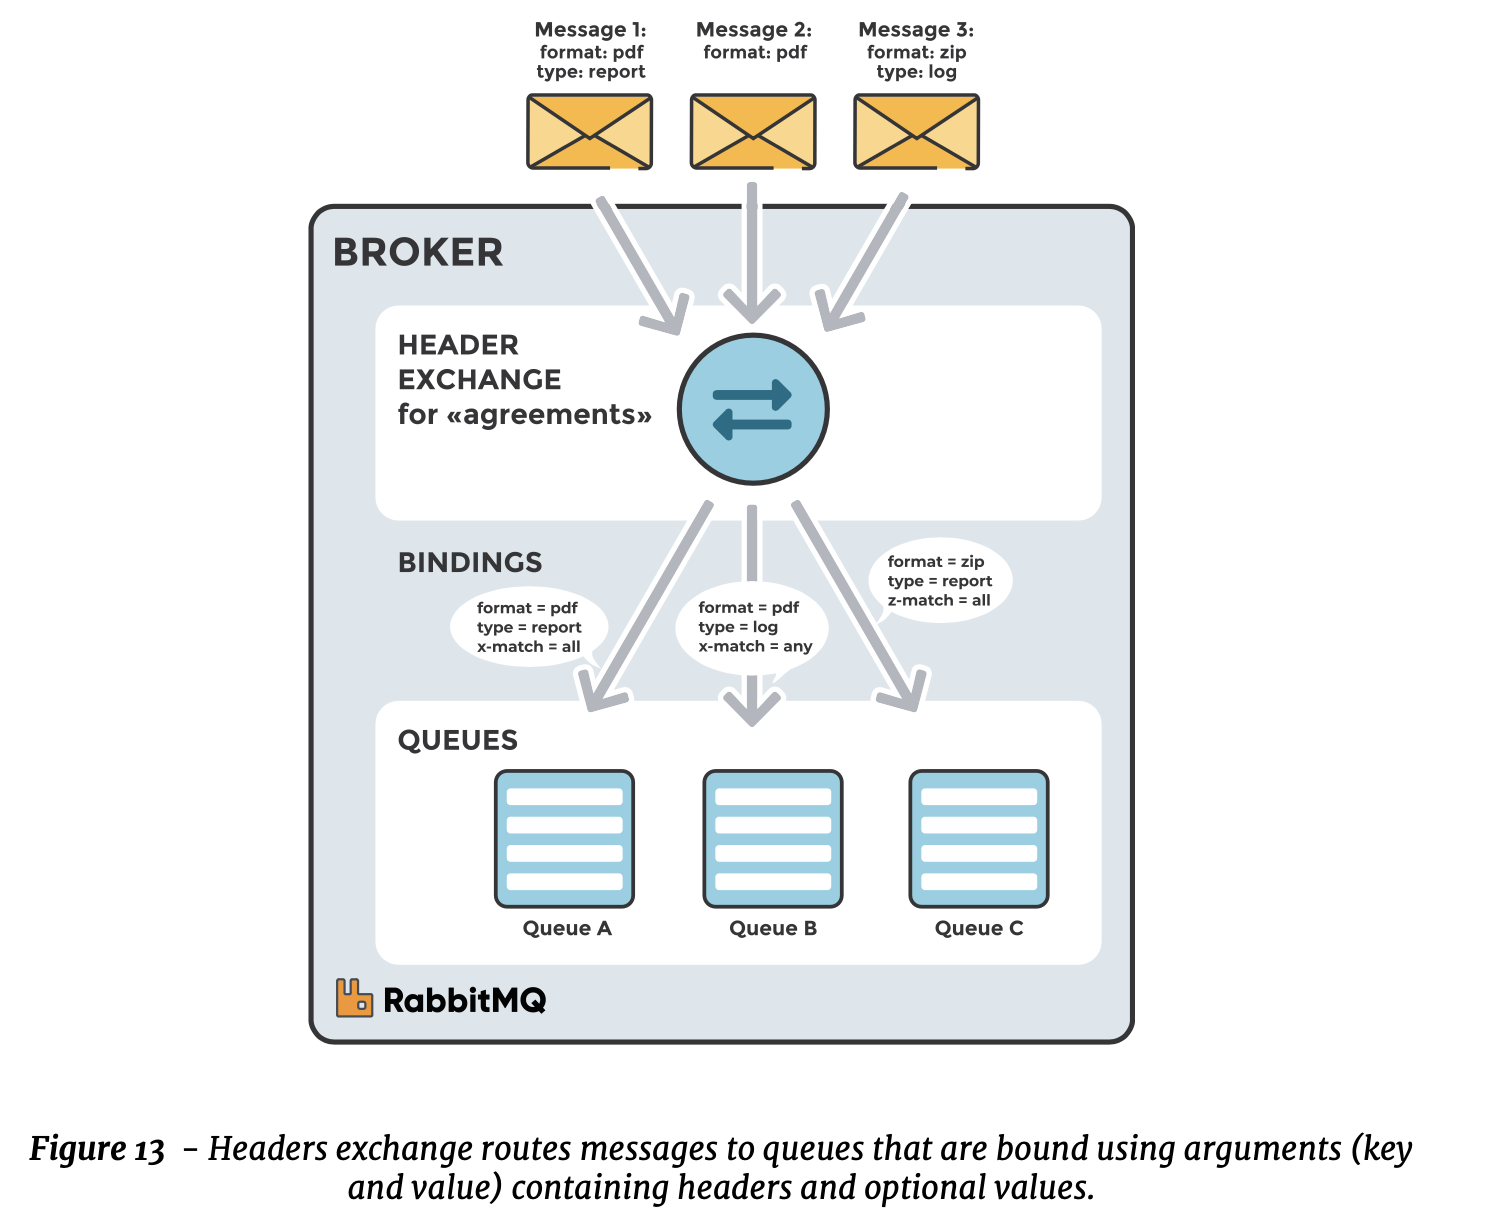 Message 1:
format: pdf
type: report
Message 2:
format: pdf
Message 3:
format: zip
type: log
BROKER
HEADER
EXCHANGE
for «agreements»
BINDINGS
format = pdf
type = report
x-match = all
format = pdf
type = log
x-match = any
format = zip
type = report
z-match = all
QUEUES
Queue A
Queue B
Queue C
RabbitMQ
Figure 13 – Headers exchange routes messages to queues that are bound using arguments (key
and value) containing headers and optional values.